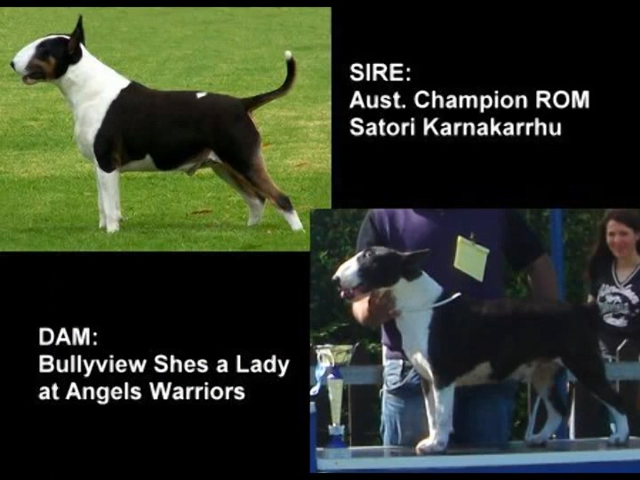 SIRE:
Aust. Champion ROM
Satori Karnakarrhu
DAM:
Bullyview Shes a Lady
at Angels Warriors